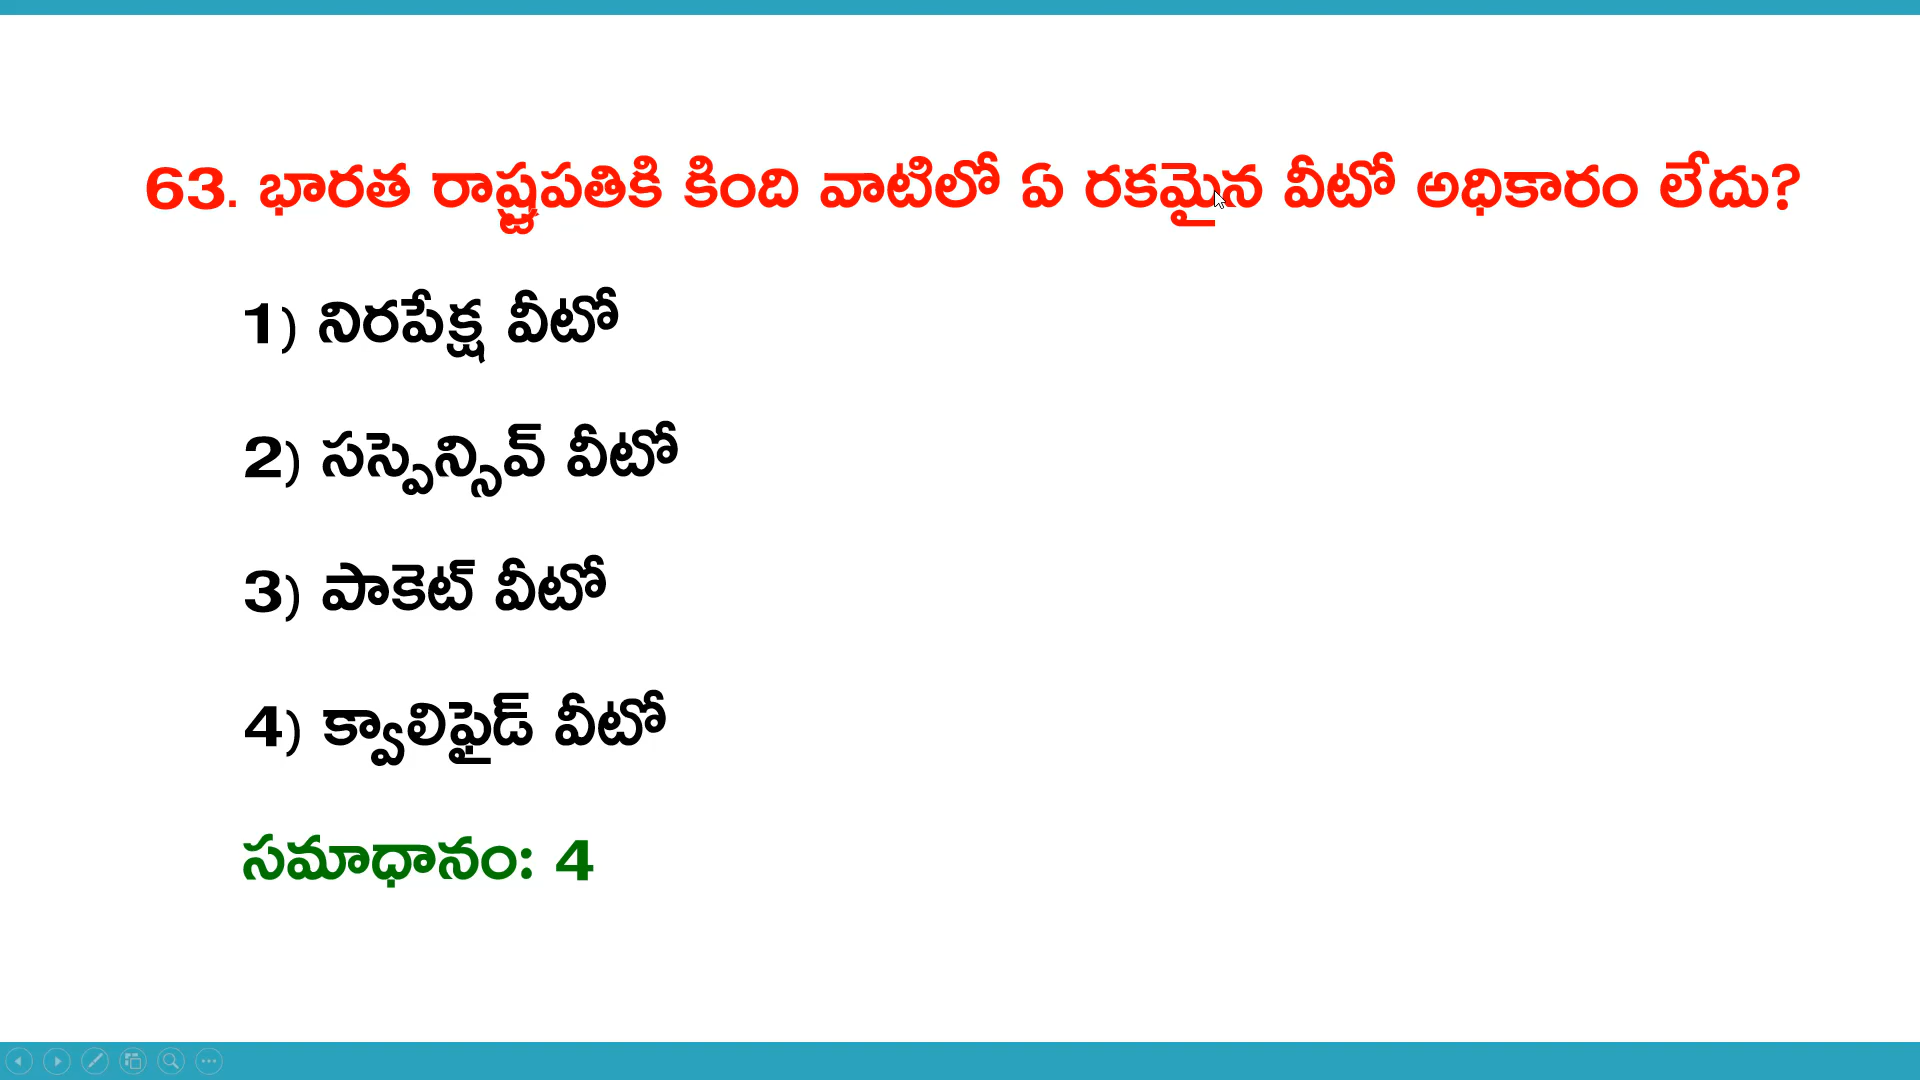 63. భారత రాష్ట్రపతికి కింది వాటిలో ఏ రకమైన వీటో అధికారం లేదు?
1) నిరపేక్ష వీటో
2) సస్పెన్సివ్ వీటో
3) పాకెట్ వీటో
4) క్వాలిఫైడ్ వీటో
సమాధానం: 4